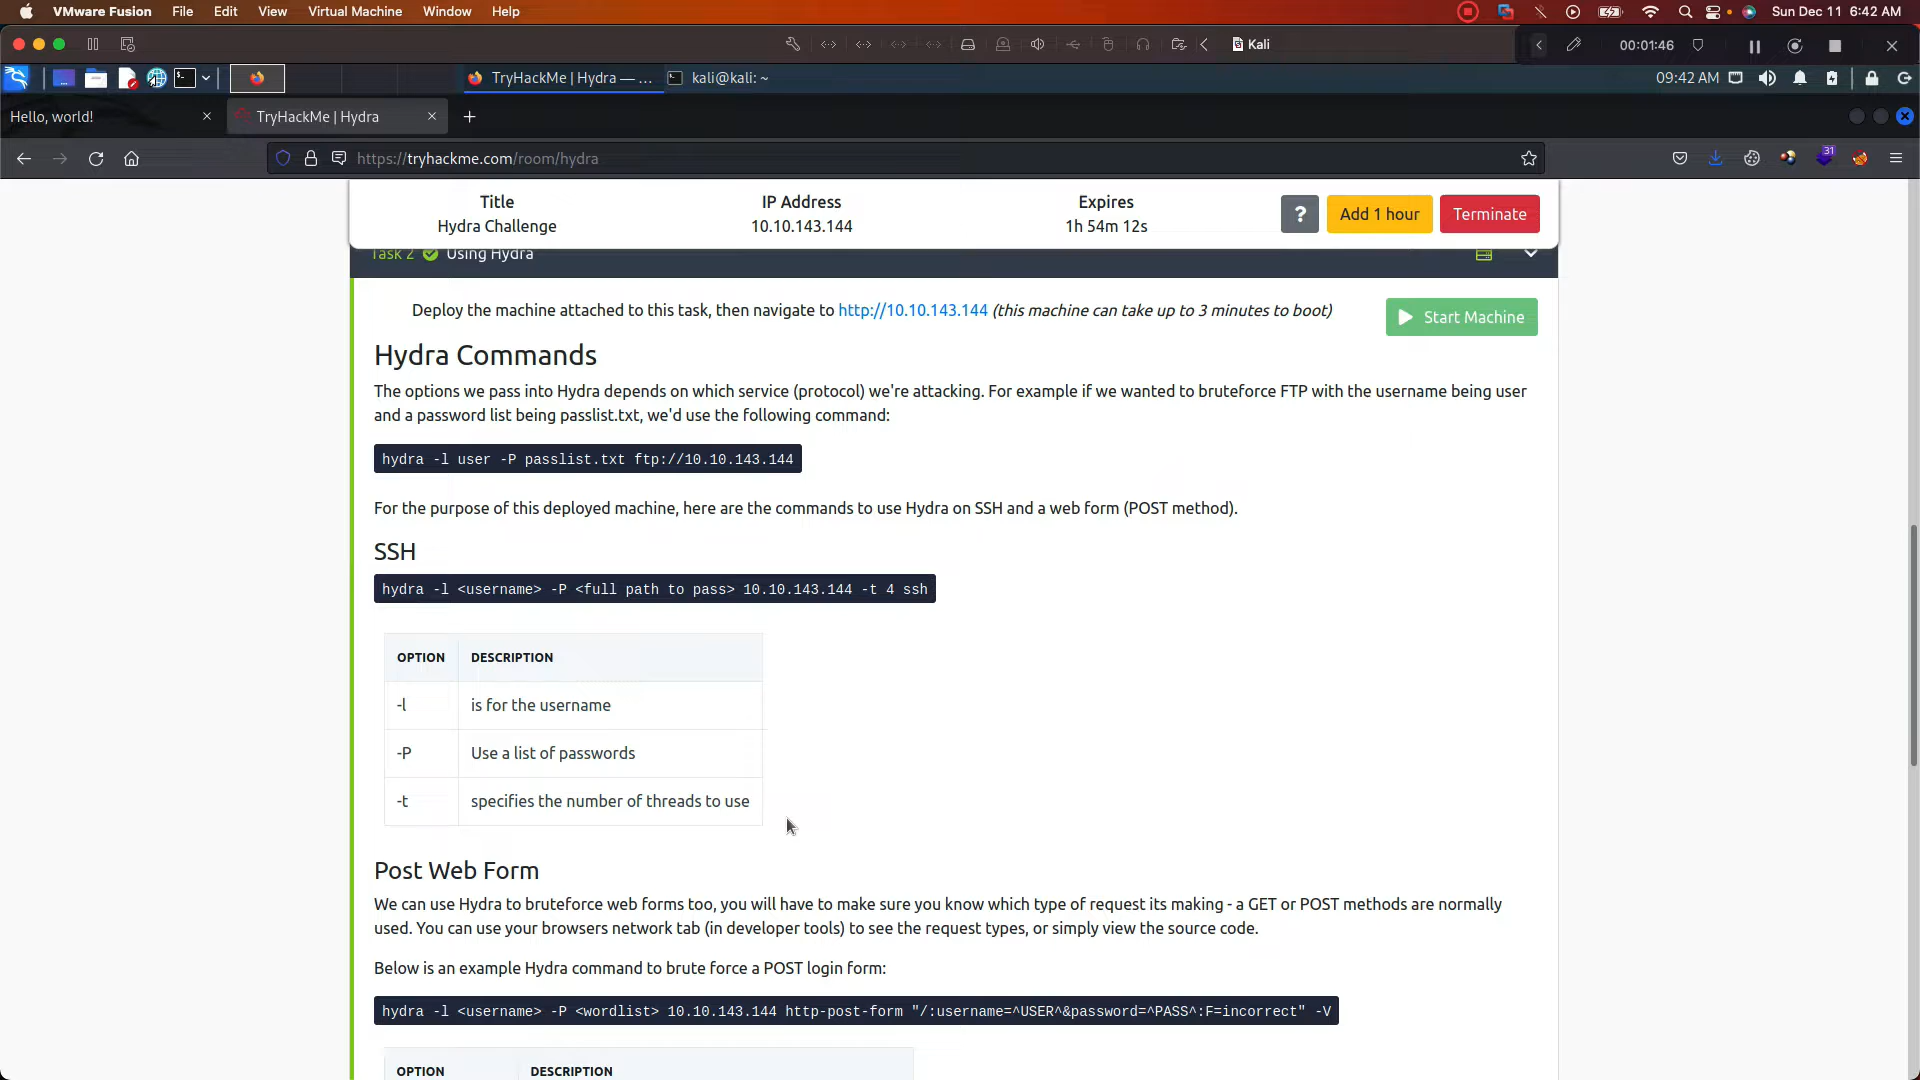 VMware Fusion File Edit View Virtual Machine Window Help Sun Dec 11 6:42 AM
Kali 00:01:46
TryHackMe | Hydra — ... kali@kali: ~ 09:42 AM
Hello, world! TryHackMe | Hydra
https://tryhackme.com/room/hydra 31
Title IP Address Expires
Hydra Challenge 10.10.143.144 1h 54m 12s ? Add 1 hour Terminate
Task 2 Using Hydra
Deploy the machine attached to this task, then navigate to http://10.10.143.144 (this machine can take up to 3 minutes to boot) Start Machine
Hydra Commands
The options we pass into Hydra depends on which service (protocol) we're attacking. For example if we wanted to bruteforce FTP with the username being user
and a password list being passlist.txt, we'd use the following command:
hydra -l user -P passlist.txt ftp://10.10.143.144
For the purpose of this deployed machine, here are the commands to use Hydra on SSH and a web form (POST method).
SSH
hydra -l <username> -P <full path to pass> 10.10.143.144 -t 4 ssh
OPTION DESCRIPTION
-l is for the username
-P Use a list of passwords
-t specifies the number of threads to use
Post Web Form
We can use Hydra to bruteforce web forms too, you will have to make sure you know which type of request its making - a GET or POST methods are normally
used. You can use your browsers network tab (in developer tools) to see the request types, or simply view the source code.
Below is an example Hydra command to brute force a POST login form:
hydra -l <username> -P <wordlist> 10.10.143.144 http-post-form "/:username=^USER^&password=^PASS^:F=incorrect" -V
OPTION DESCRIPTION